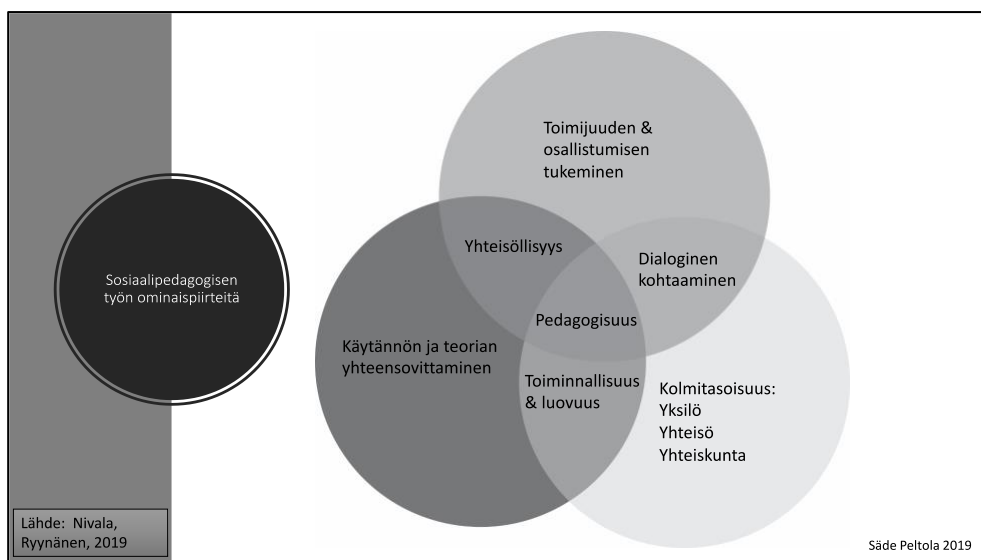 Sosiaalipedagogisen
työn ominaispiirteitä
Toimijuuden &
osallistumisen
tukeminen
Yhteisöllisyys
Dialoginen
kohtaaminen
Pedagogisuus
Käytännön ja teorian
yhteensovittaminen
Toiminnallisuus
& luovuus
Kolmitasoisuus:
Yksilö
Yhteisö
Yhteiskunta
Lähde: Nivala,
Ryynänen, 2019
Säde Peltola 2019